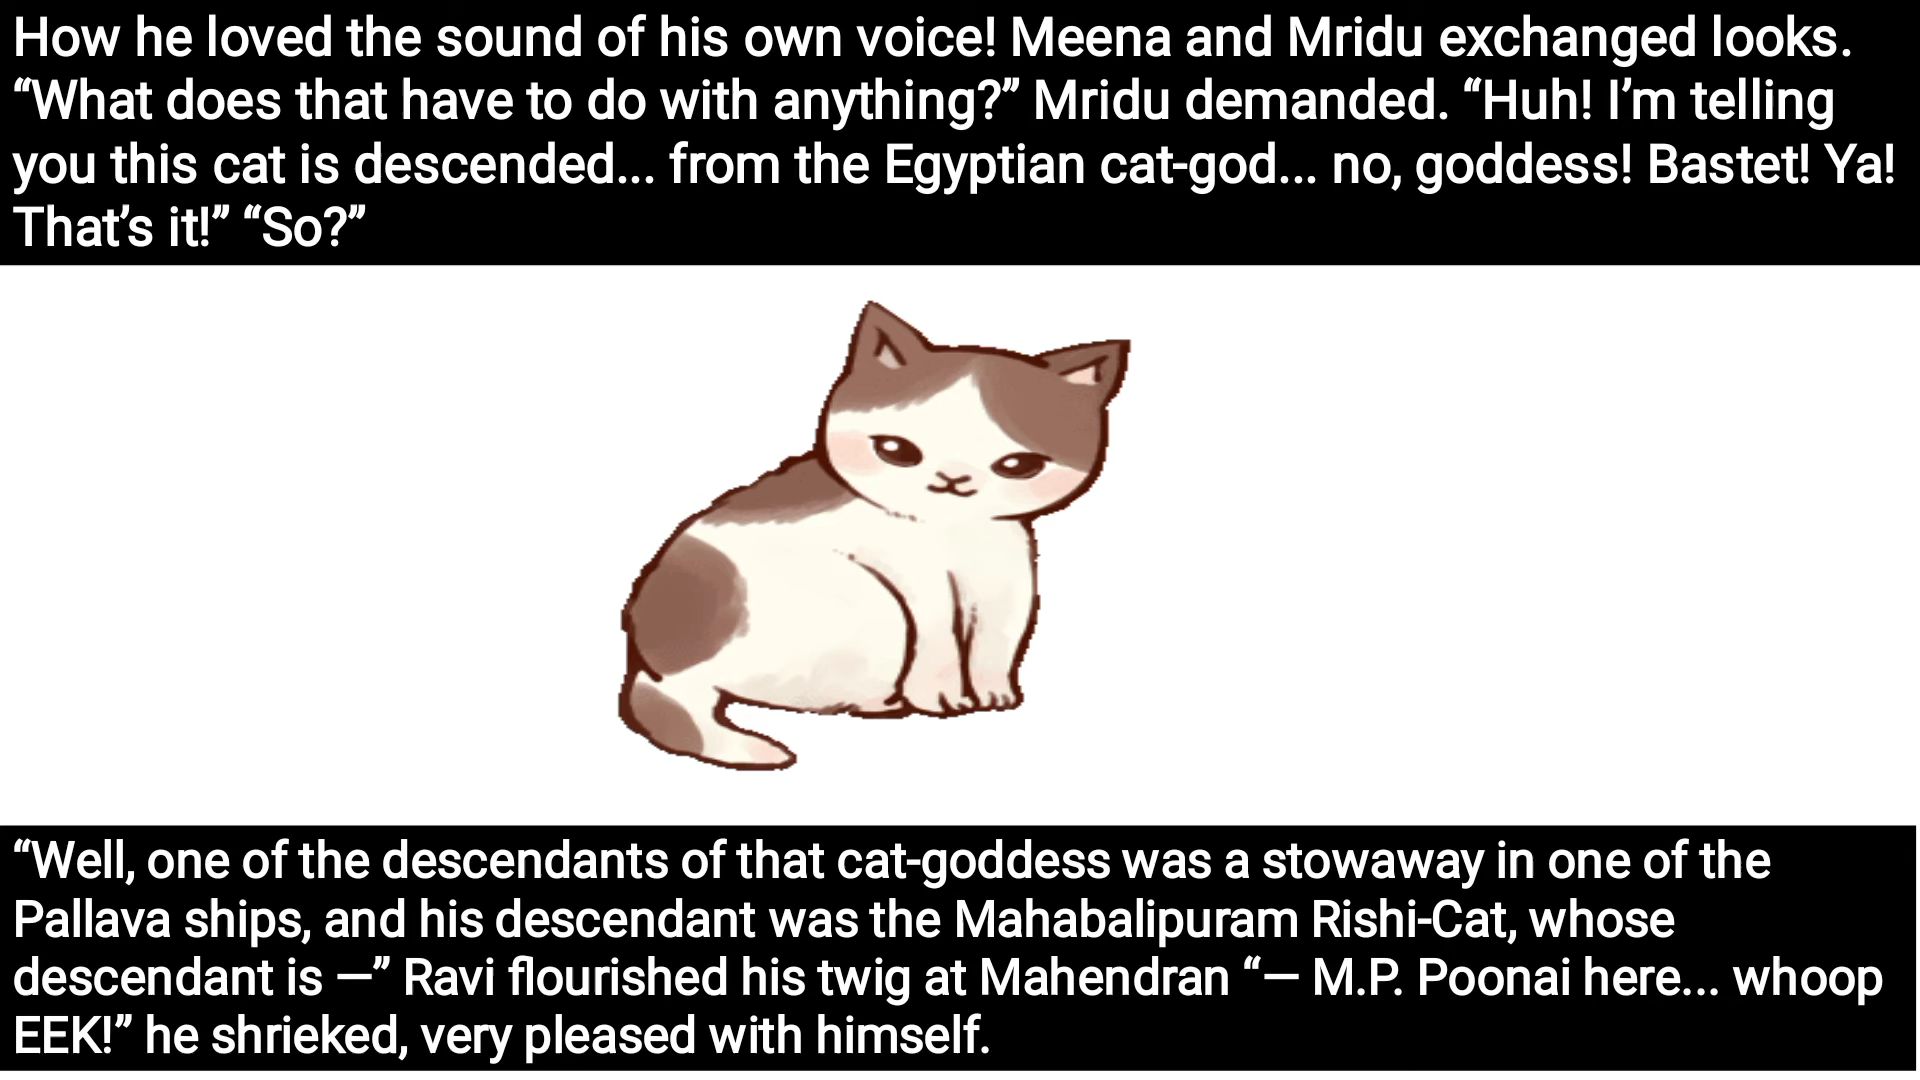 How he loved the sound of his own voice! Meena and Mridu exchanged looks.
“What does that have to do with anything?” Mridu demanded. “Huh! I’m telling
you this cat is descended... from the Egyptian cat-god... no, goddess! Bastet! Ya!
That’s it!” “So?”
“Well, one of the descendants of that cat-goddess was a stowaway in one of the
Pallava ships, and his descendant was the Mahabalipuram Rishi-Cat, whose
descendant is —” Ravi flourished his twig at Mahendran “— M.P. Poonai here... whoop
EEK!” he shrieked, very pleased with himself.